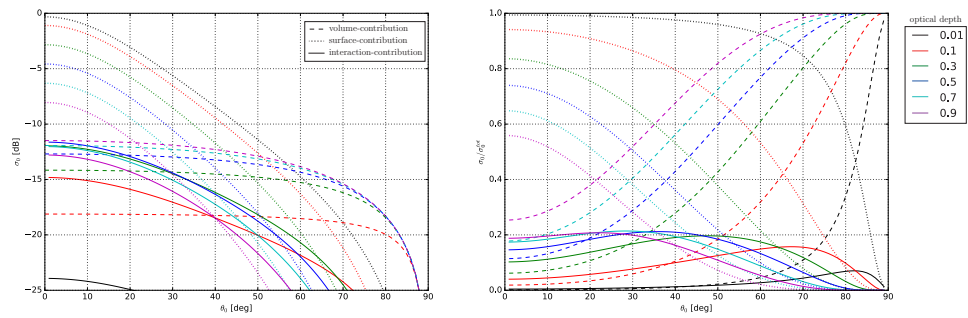 0
−5
−10
−15
−20
−25
σ₀ [dB]
0 10 20 30 40 50 60 70 80 90
θ₀ [deg]
volume-contribution
surface-contribution
interaction-contribution
1.0
0.8
0.6
0.4
0.2
0.0
σ₀/σ₀ᵗᵒᵗ
0 10 20 30 40 50 60 70 80 90
θ₀ [deg]
optical depth
0.01
0.1
0.3
0.5
0.7
0.9